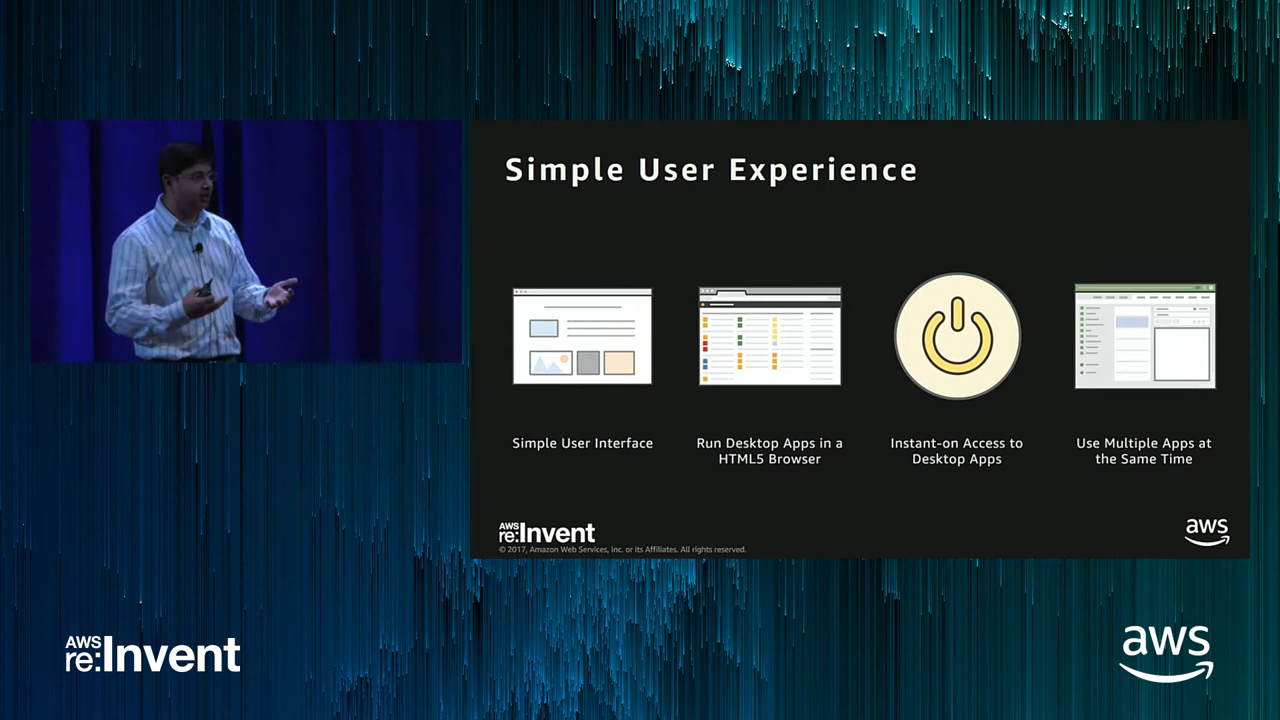 Simple User Experience
Simple User Interface
Run Desktop Apps in a
HTML5 Browser
Instant-on Access to
Desktop Apps
Use Multiple Apps at
the Same Time
AWS
re:Invent
© 2017, Amazon Web Services, Inc. or its Affiliates. All rights reserved.
aws
AWS
re:Invent
aws